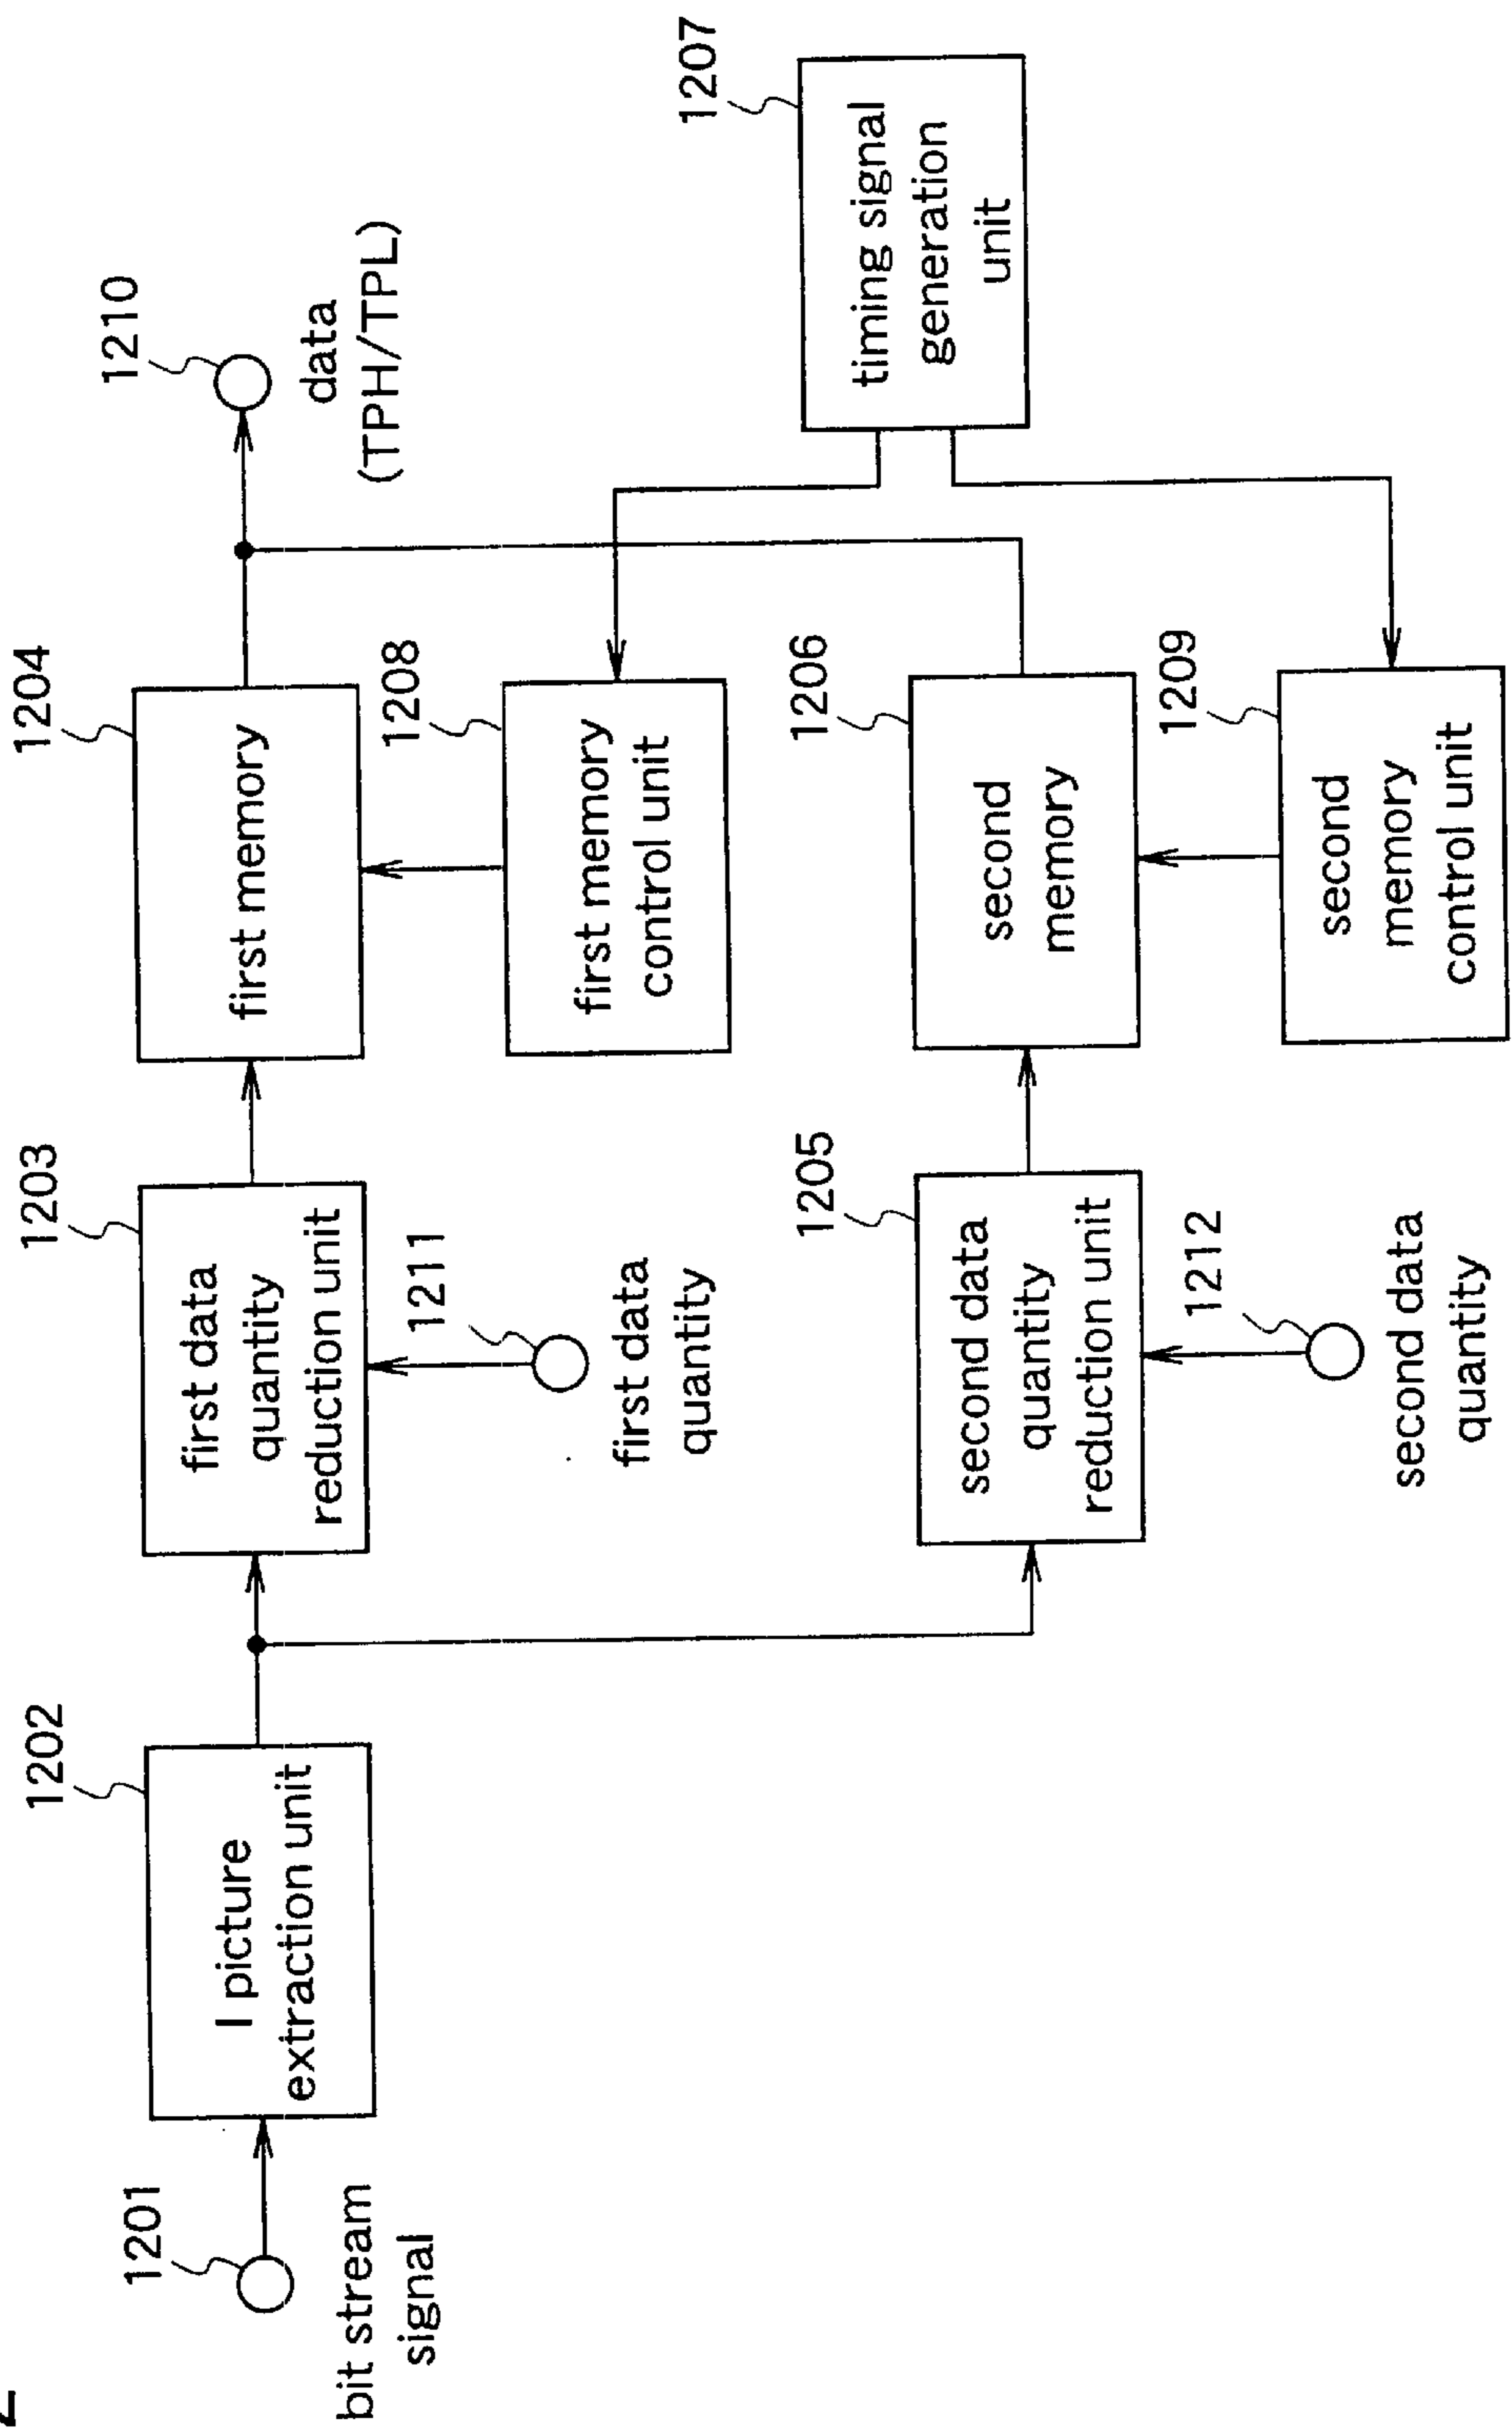 1201
bit stream
signal
1202
I picture
extraction unit
1203
first data
quantity
reduction unit
1211
first data
quantity
1204
first memory
1208
first memory
control unit
1210
data
(TPH/TPL)
1205
second data
quantity
reduction unit
1212
second data
quantity
1206
second
memory
1209
second
memory
control unit
1207
timing signal
generation
unit